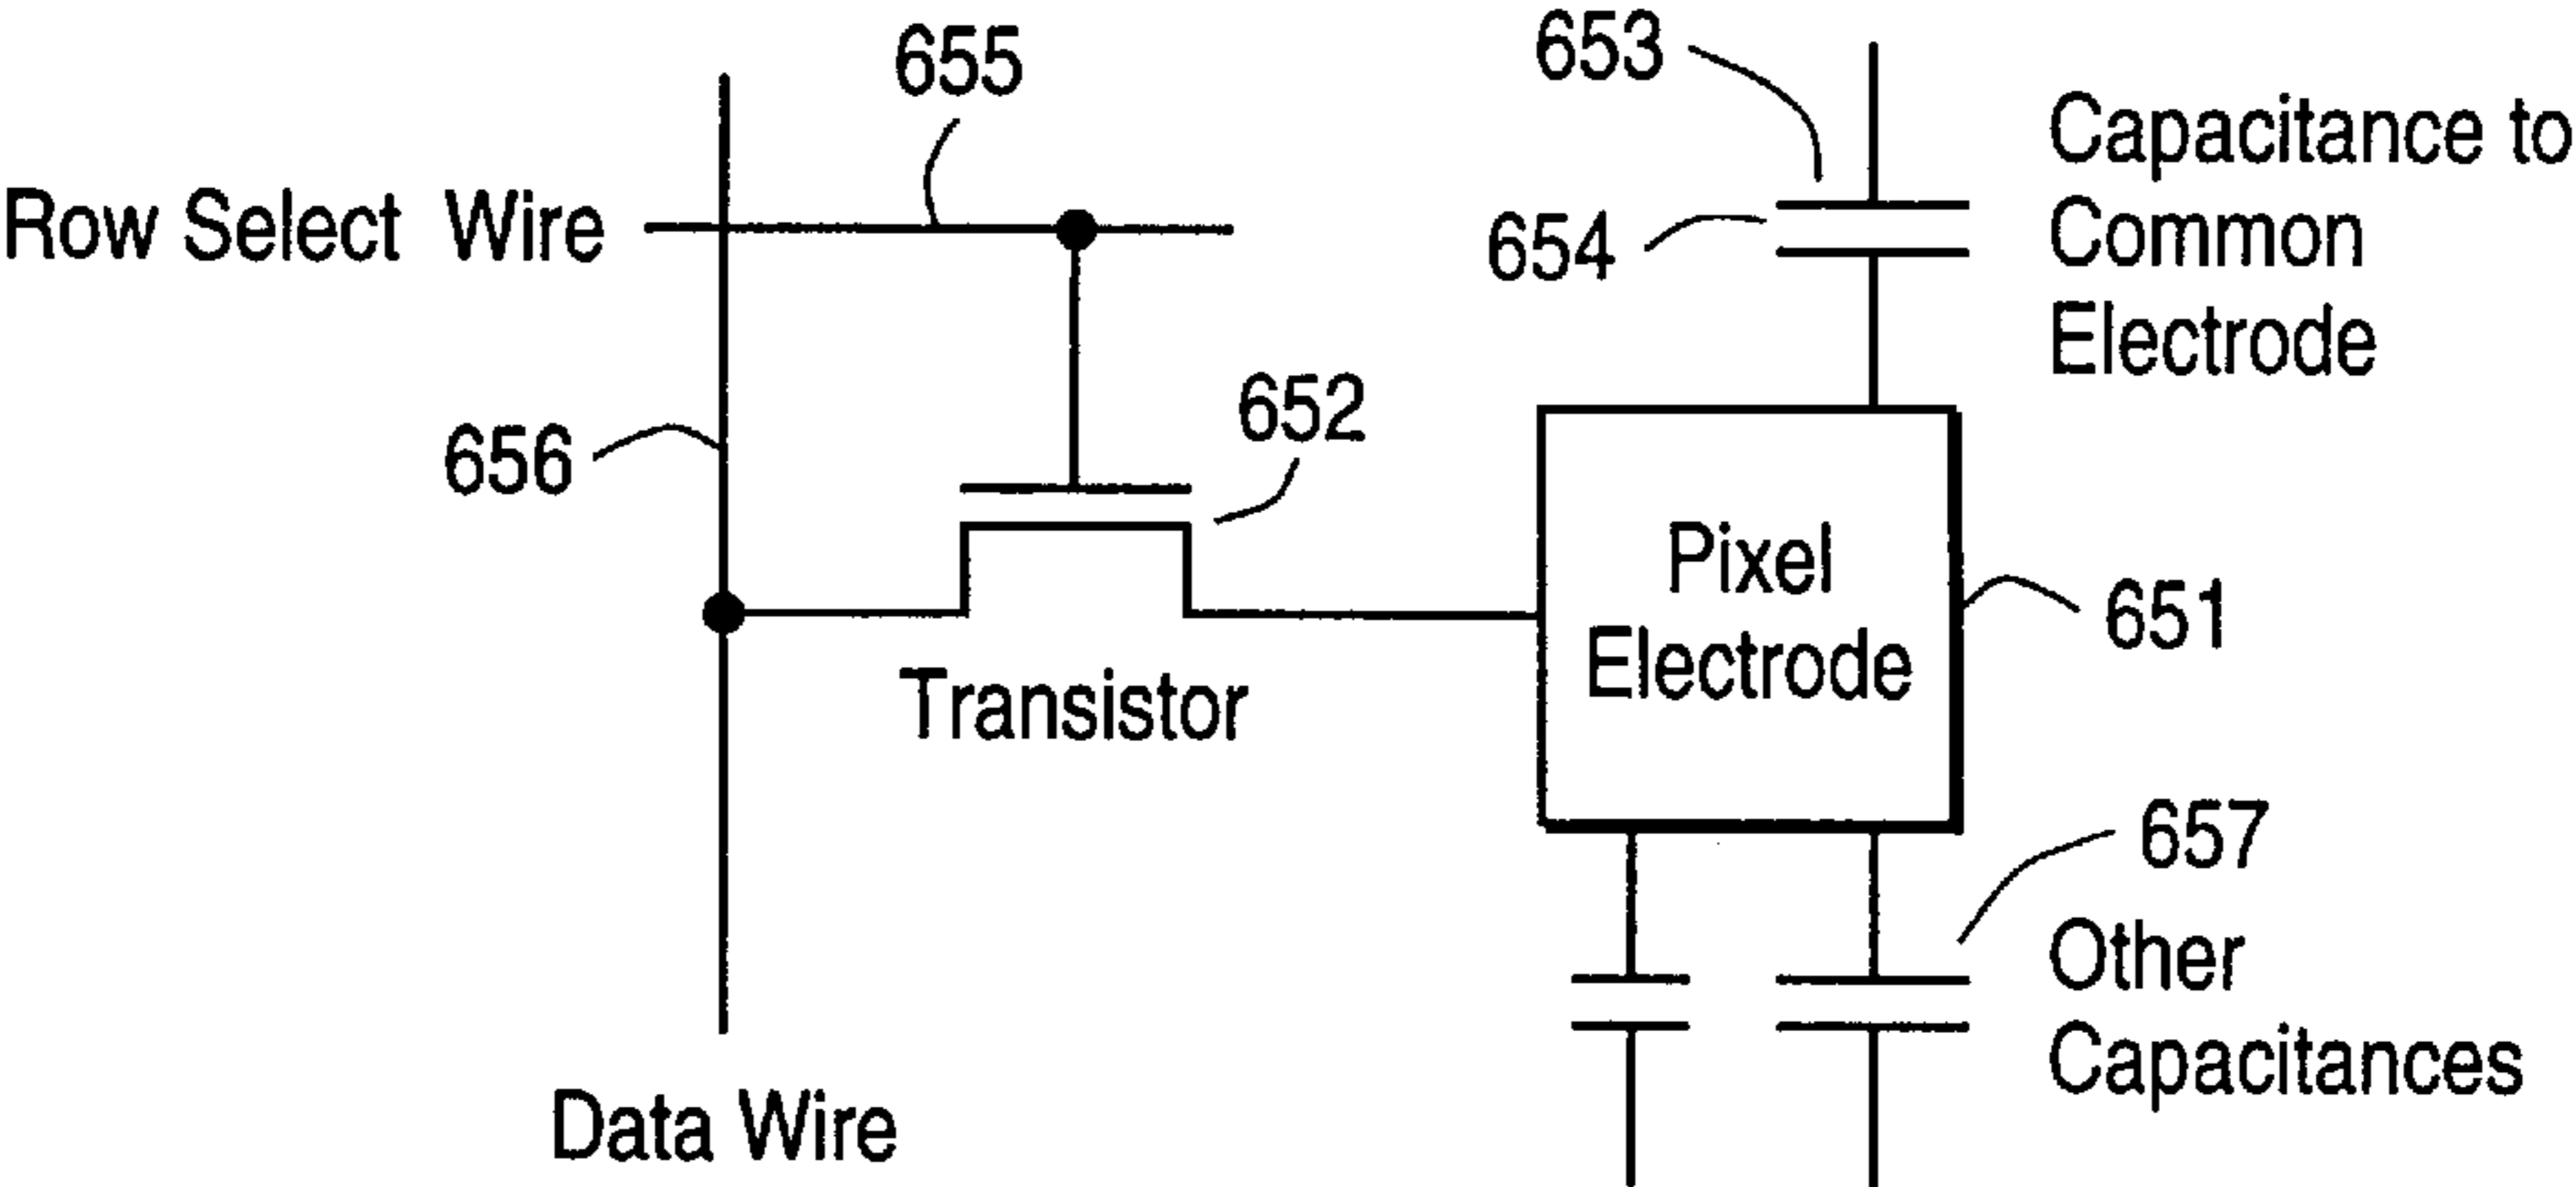 655
653
Capacitance to
Common
Electrode
Row Select Wire
654
652
656
Pixel
Electrode
651
Transistor
657
Other
Capacitances
Data Wire